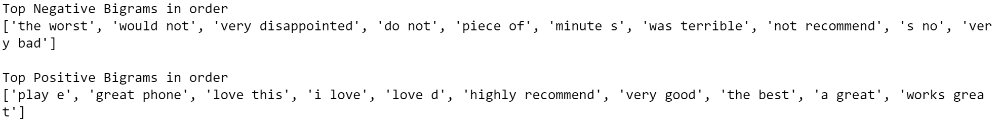 Top Negative Bigrams in order
['the worst', 'would not', 'very disappointed', 'do not', 'piece of', 'minute s', 'was terrible', 'not recommend', 's no', 'ver
y bad']
Top Positive Bigrams in order
['play e', 'great phone', 'love this', 'i love', 'love d', 'highly recommend', 'very good', 'the best', 'a great', 'works grea
t']